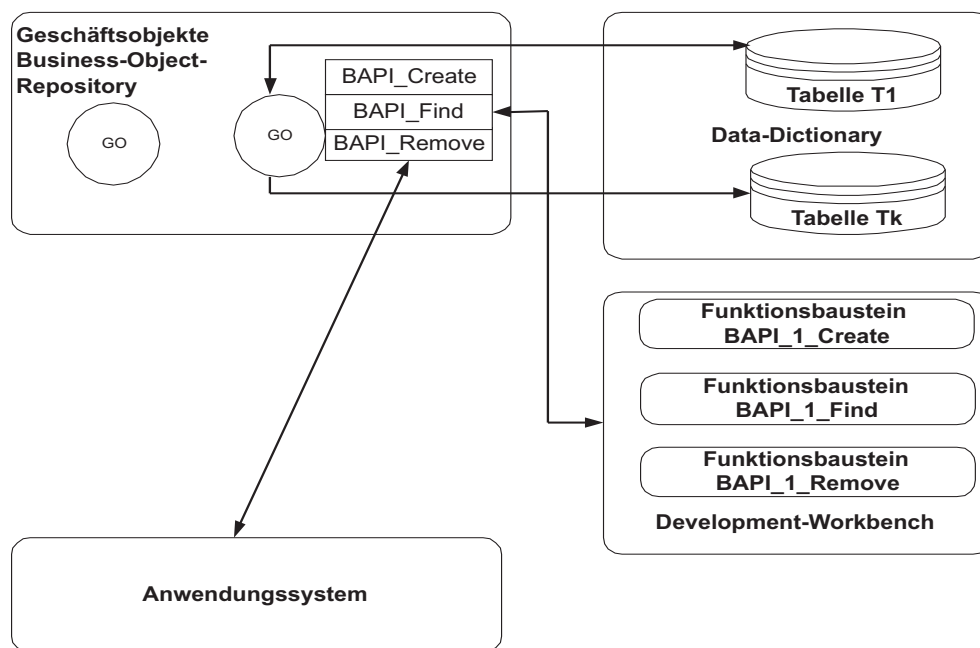 Geschäftsobjekte
Business-Object-
Repository
GO
GO
BAPI_Create
BAPI_Find
BAPI_Remove
Tabelle T1
Data-Dictionary
Tabelle Tk
Funktionsbaustein
BAPI_1_Create
Funktionsbaustein
BAPI_1_Find
Funktionsbaustein
BAPI_1_Remove
Development-Workbench
Anwendungssystem